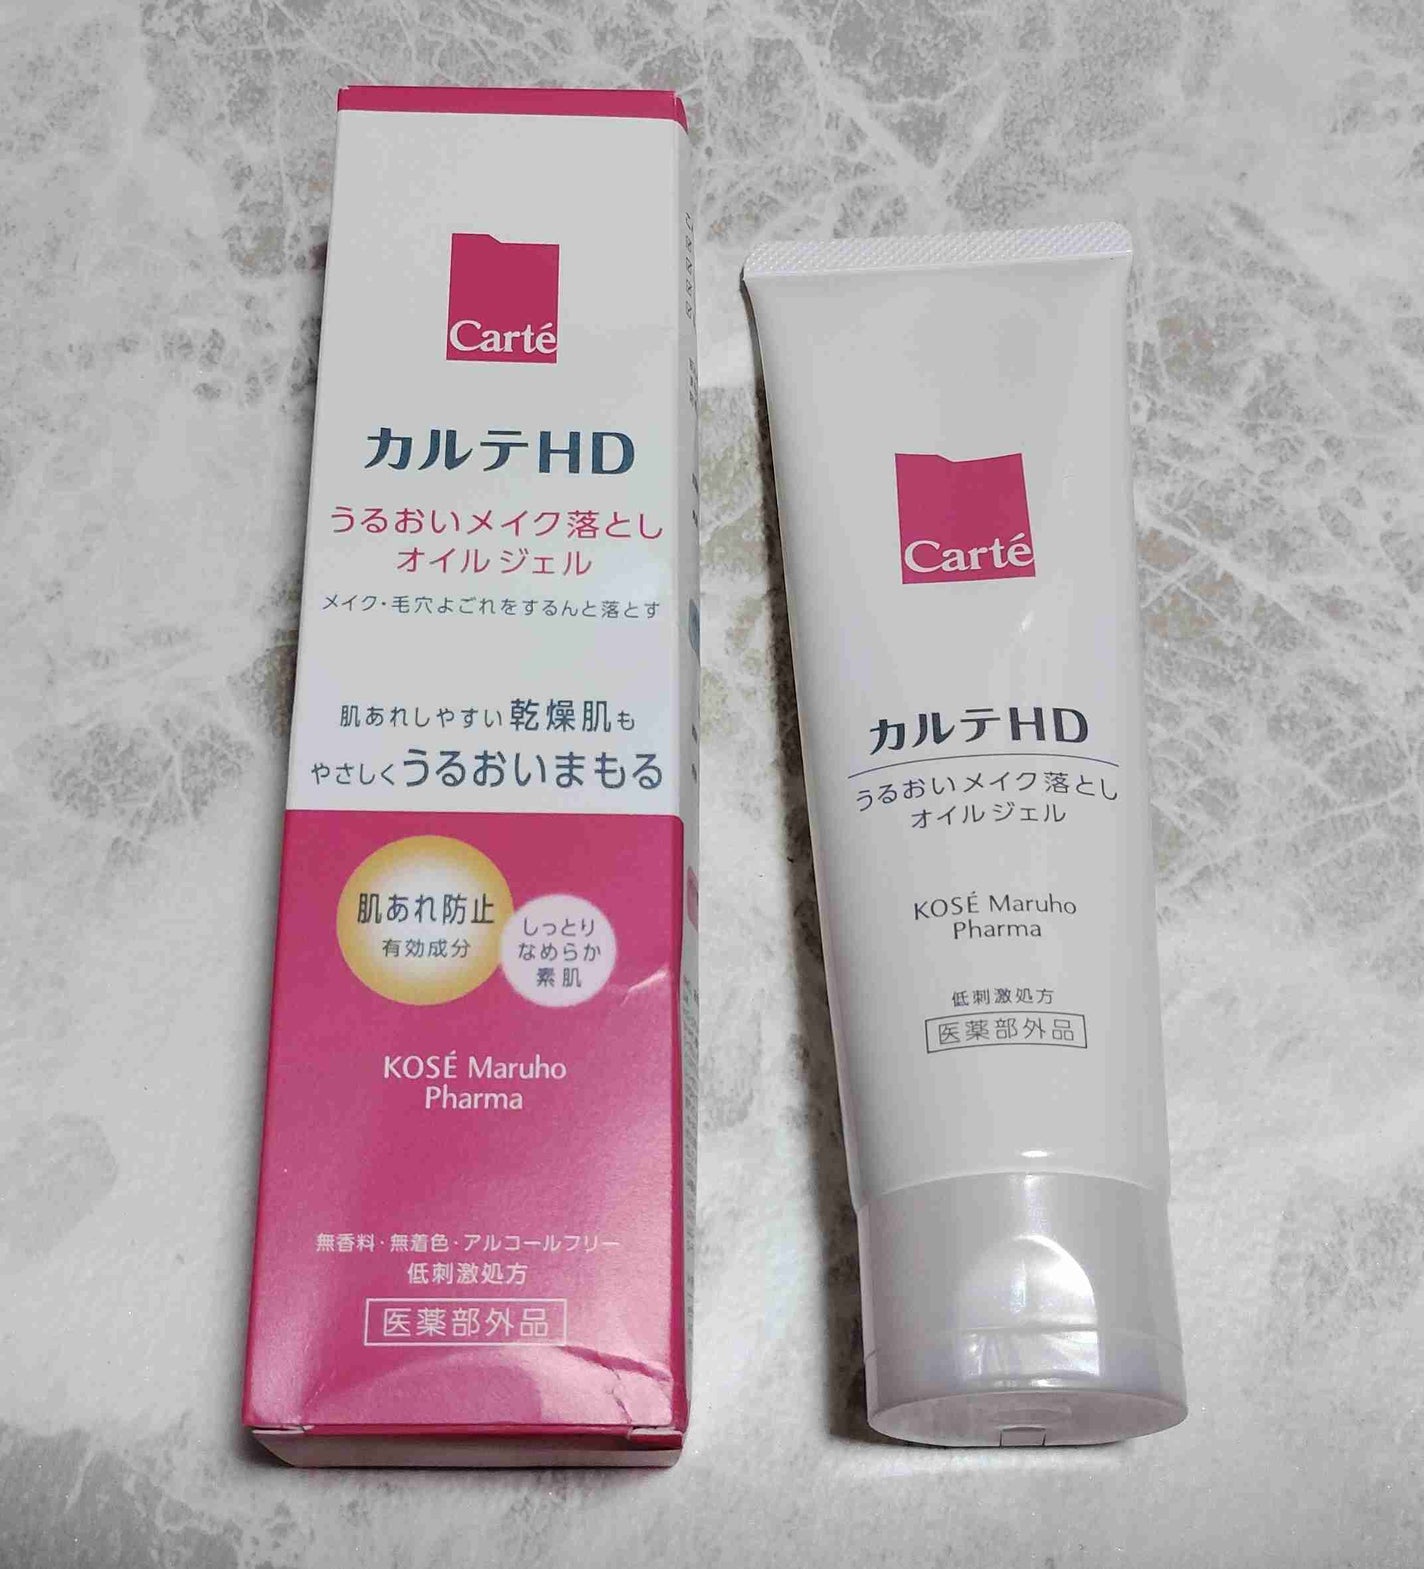 Carté
カルテHD
うるおいメイク落とし
オイルジェル
メイク・毛穴よごれをするんと落とす
肌あれしやすい乾燥肌も
やさしくうるおいまもる
肌あれ防止
有効成分
しっとり
なめらか
素肌
KOSÉ Maruho
Pharma
無香料・無着色・アルコールフリー
低刺激処方
医薬部外品
Carté
カルテHD
うるおいメイク落とし
オイルジェル
KOSÉ Maruho
Pharma
低刺激処方
医薬部外品